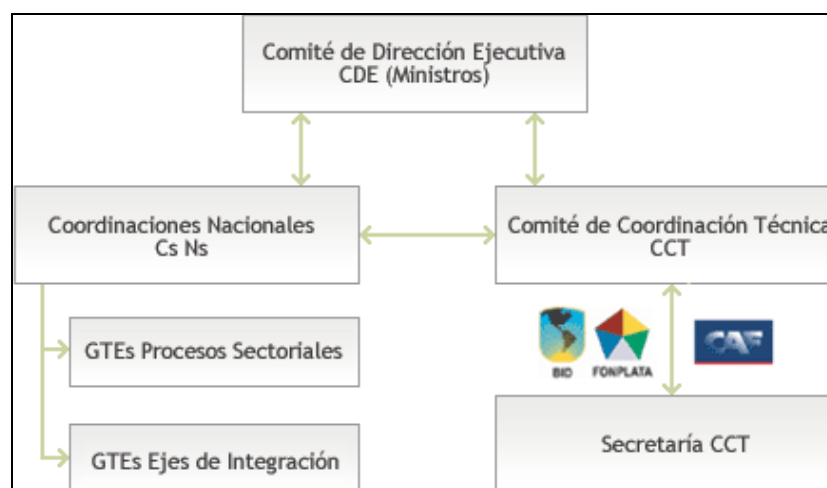 Comité de Dirección Ejecutiva
CDE (Ministros)
Coordinaciones Nacionales
Cs Ns
Comité de Coordinación Técnica
CCT
GTEs Procesos Sectoriales
BID
FONPLATA
CAF
GTEs Ejes de Integración
Secretaría CCT